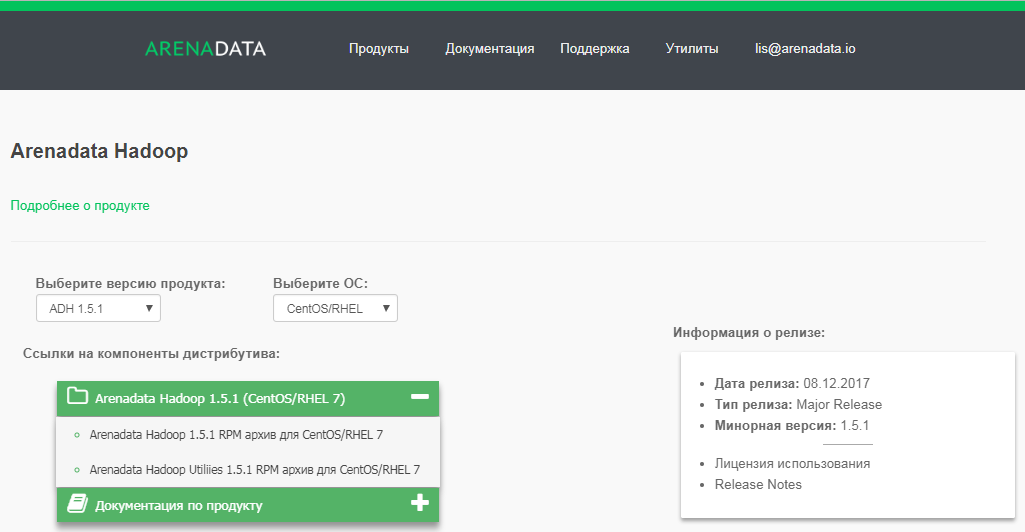 ARENADATA Продукты Документация Поддержка Утилиты lis@arenadata.io
Arenadata Hadoop
Подробнее о продукте
Выберите версию продукта: Выберите ОС:
ADH 1.5.1 CentOS/RHEL
Информация о релизе:
Ссылки на компоненты дистрибутива:
Arenadata Hadoop 1.5.1 (CentOS/RHEL 7)
Arenadata Hadoop 1.5.1 RPM архив для CentOS/RHEL 7
Arenadata Hadoop Utiliies 1.5.1 RPM архив для CentOS/RHEL 7
Документация по продукту
Дата релиза: 08.12.2017
Тип релиза: Major Release
Минорная версия: 1.5.1
Лицензия использования
Release Notes